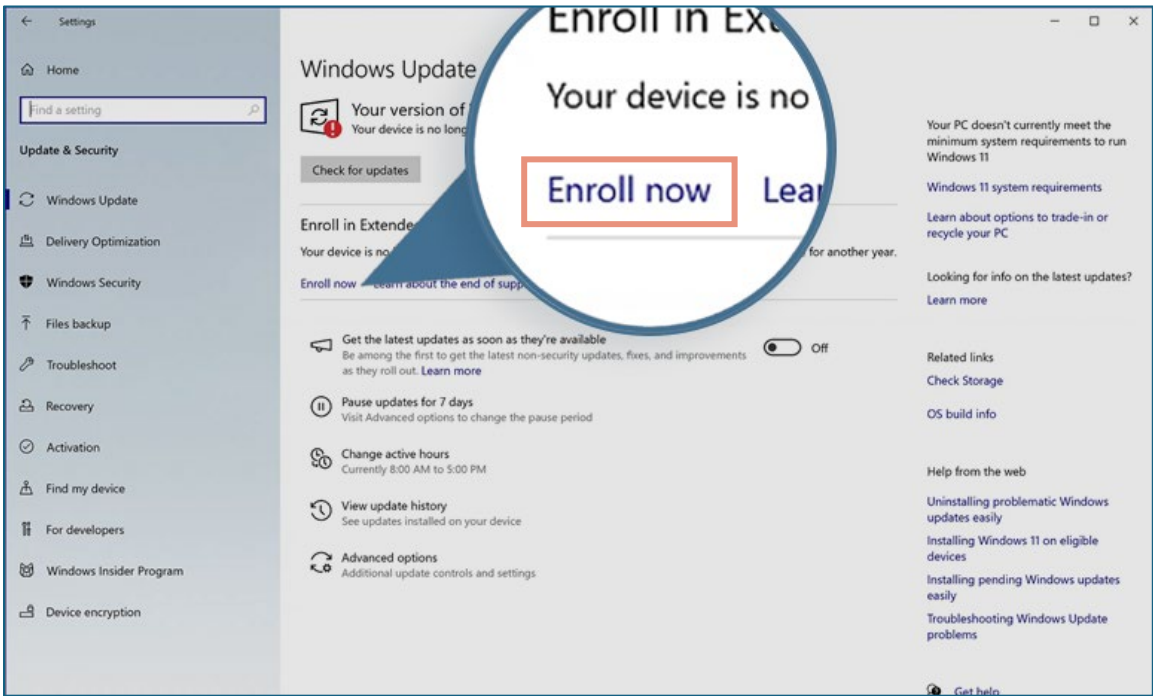 Settings
Home
Find a setting
Update & Security
Windows Update
Delivery Optimization
Windows Security
Files backup
Troubleshoot
Recovery
Activation
Find my device
For developers
Windows Insider Program
Device encryption
Windows Update
Your version of
Your device is no long
Check for updates
Enroll in Extende
Your device is no
for another year.
Enroll now
Learn about the end of supp
Enroll in Ext
Your device is no
Enroll now Lear
Get the latest updates as soon as they're available
Be among the first to get the latest non-security updates, fixes, and improvements
as they roll out. Learn more
Off
Pause updates for 7 days
Visit Advanced options to change the pause period
Change active hours
Currently 8:00 AM to 5:00 PM
View update history
See updates installed on your device
Advanced options
Additional update controls and settings
Your PC doesn't currently meet the
minimum system requirements to run
Windows 11
Windows 11 system requirements
Learn about options to trade-in or
recycle your PC
Looking for info on the latest updates?
Learn more
Related links
Check Storage
OS build info
Help from the web
Uninstalling problematic Windows
updates easily
Installing Windows 11 on eligible
devices
Installing pending Windows updates
easily
Troubleshooting Windows Update
problems
Get help